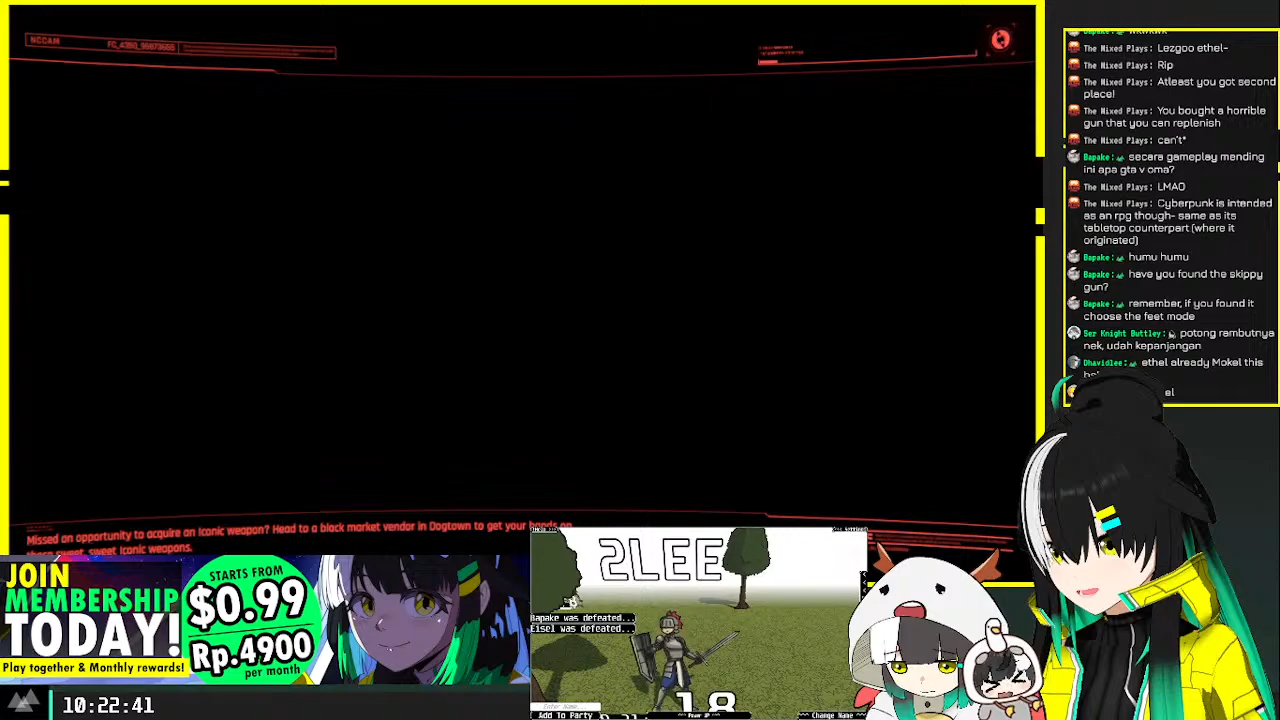 NCCAM
FC_4390_96873655
Missed an opportunity to acquire an Iconic weapon? Head to a black market vendor in Dogtown to get your hands on
these sweet, sweet Iconic weapons.
The Mixed Plays: Lezgoo ethel-
The Mixed Plays: Rip
The Mixed Plays: Atleast you got second
place!
The Mixed Plays: You bought a horrible
gun that you can replenish
The Mixed Plays: can't*
Bapake: secara gameplay mending
ini apa gta v oma?
The Mixed Plays: LMAO
The Mixed Plays: Cyberpunk is intended
as an rpg though- same as its
tabletop counterpart (where it
originated)
Bapake: humu humu
Bapake: have you found the skippy
gun?
Bapake: remember, if you found it
choose the feet mode
Ser Knight Buttley: potong rambutnya
nek, udah kepanjangan
Dhavidlee: ethel already Mokel this
el
JOIN
MEMBERSHIP
TODAY!
Play together & Monthly rewards!
STARTS FROM
$0.99
Rp.4900
per month
2LEE
Bapake was defeated...
Eisel was defeated...
18
Enter Name...
Add To Party
^^ Power UP ^^
^^ Change Name ^^
10:22:41